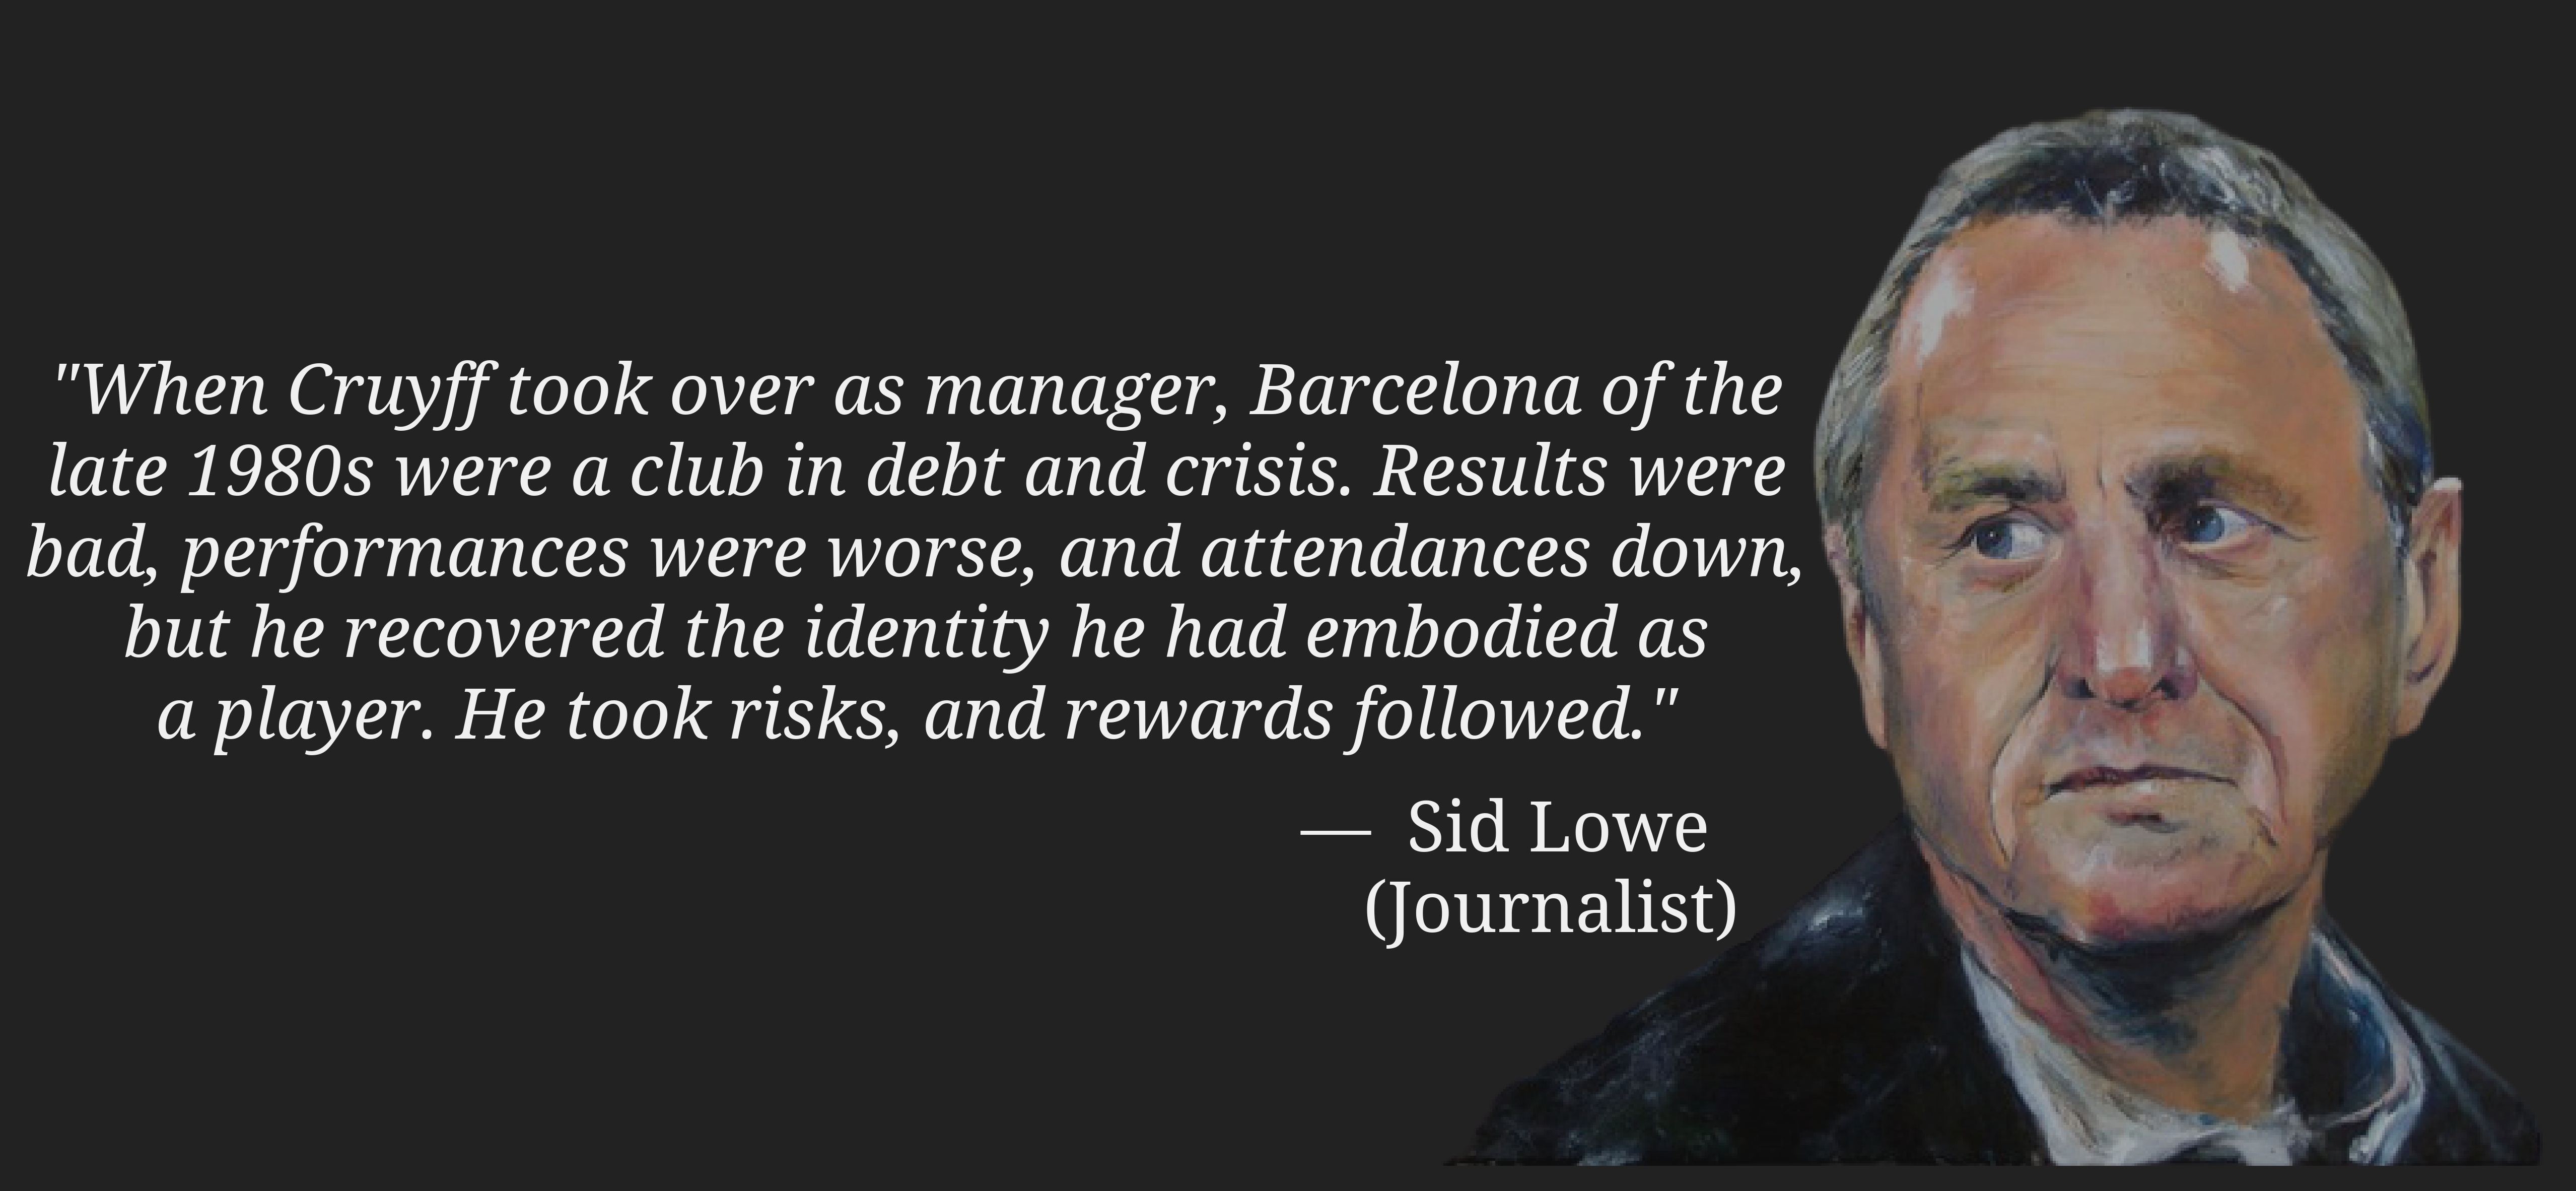 "When Cruyff took over as manager, Barcelona of the
late 1980s were a club in debt and crisis. Results were
bad, performances were worse, and attendances down,
but he recovered the identity he had embodied as
a player. He took risks, and rewards followed."
— Sid Lowe
(Journalist)